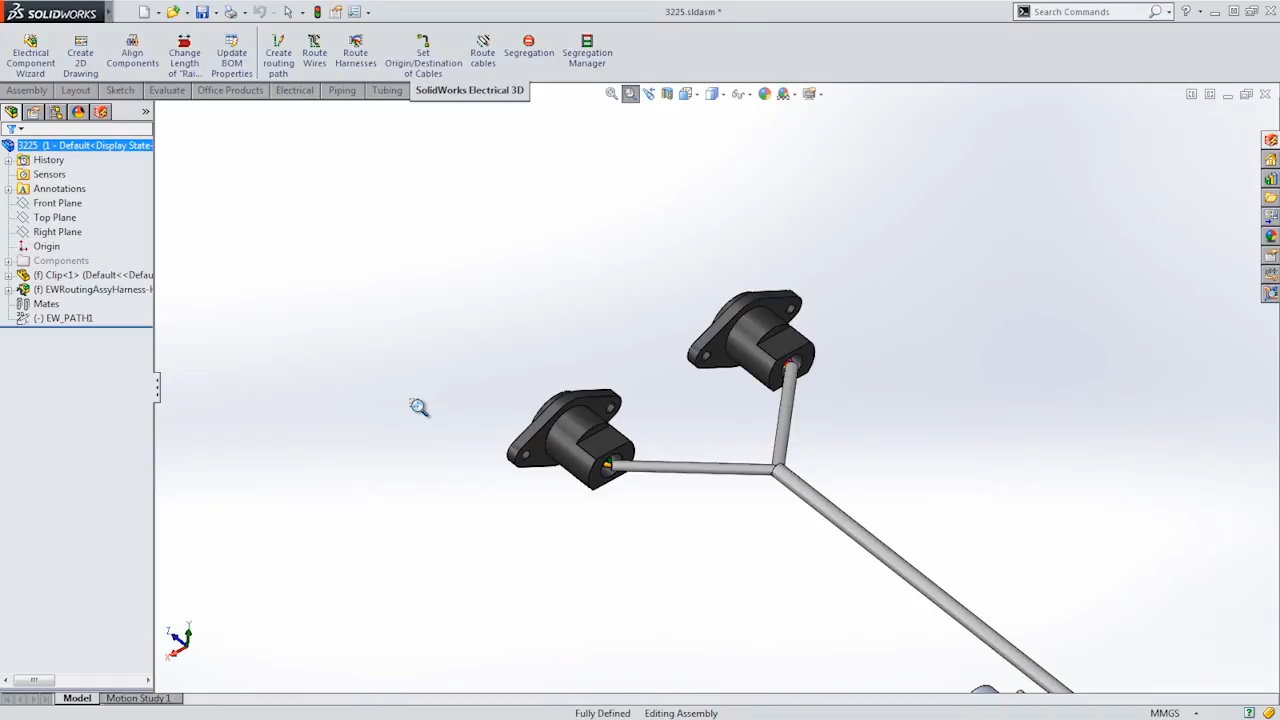 SOLIDWORKS
3225.sldasm *
Search Commands
Electrical
Component
Wizard
Create
2D
Drawing
Align
Components
Change
Length
of "Rai...
Update
BOM
Properties
Create
routing
path
Route
Wires
Route
Harnesses
Set
Origin/Destination
of Cables
Route
cables
Segregation
Segregation
Manager
Assembly
Layout
Sketch
Evaluate
Office Products
Electrical
Piping
Tubing
SolidWorks Electrical 3D
3225 (1 - Default<Display State-
History
Sensors
Annotations
Front Plane
Top Plane
Right Plane
Origin
Components
(f) Clip<1> (Default<<Defau
(f) EWRoutingAssyHarness-H
Mates
(-) EW_PATH1
Z
Y
X
Model
Motion Study 1
Fully Defined
Editing Assembly
MMGS